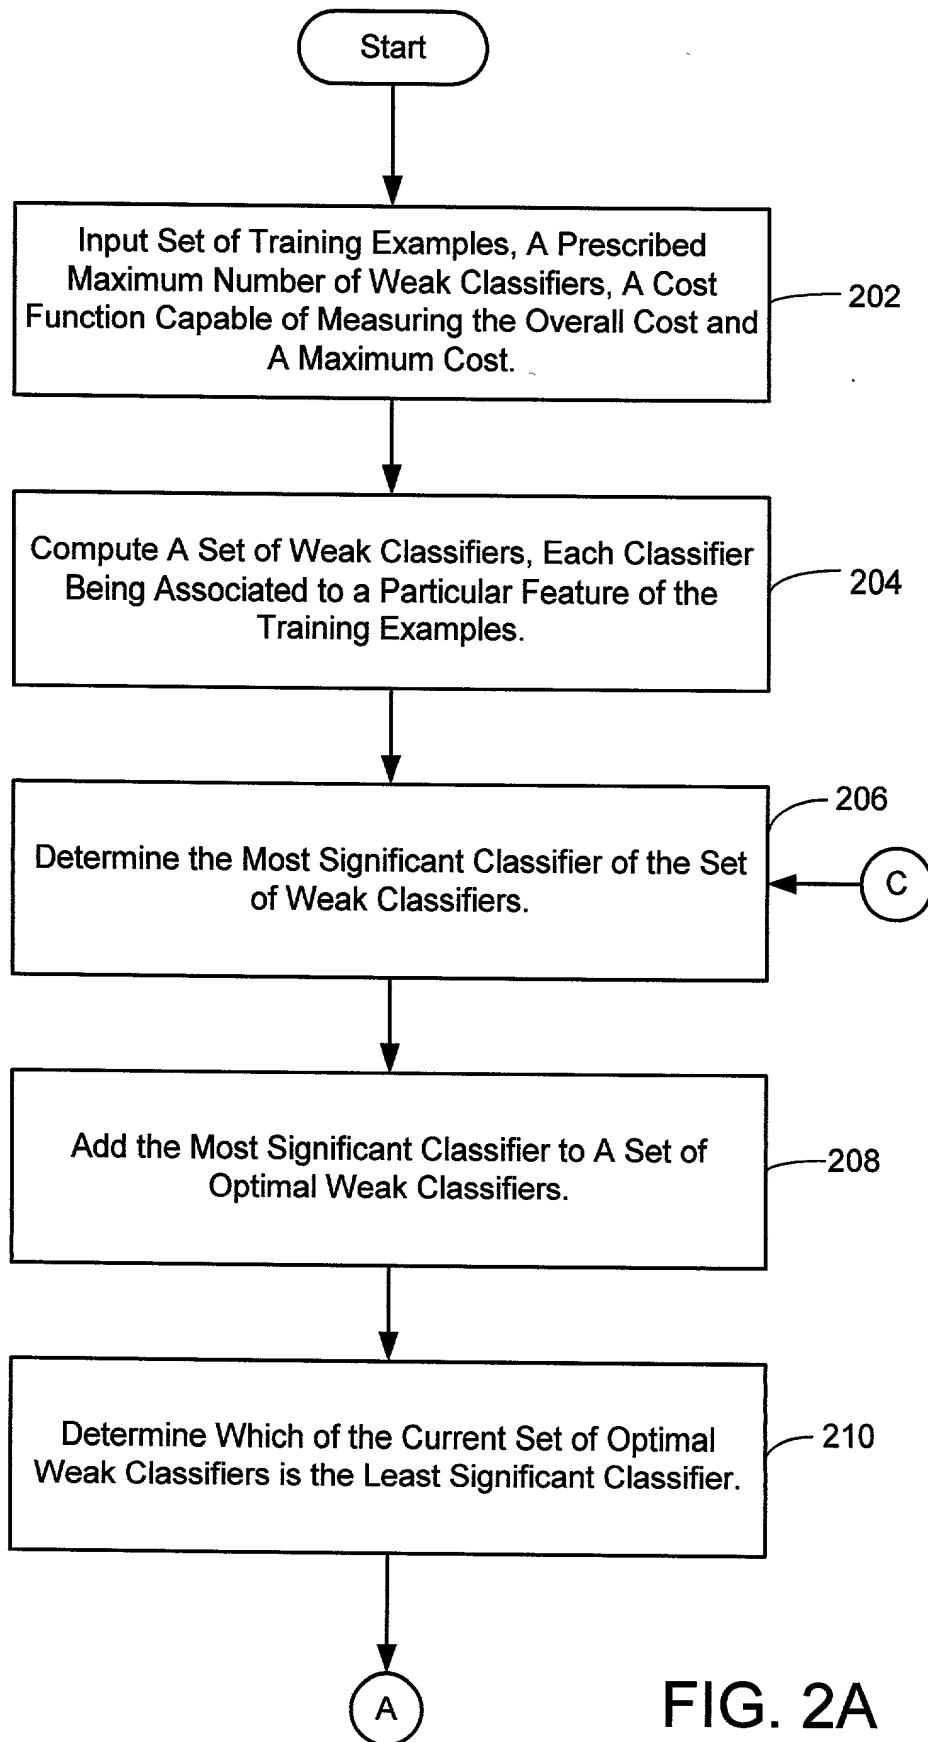 Start
Input Set of Training Examples, A Prescribed
Maximum Number of Weak Classifiers, A Cost
Function Capable of Measuring the Overall Cost and
A Maximum Cost.
202
Compute A Set of Weak Classifiers, Each Classifier
Being Associated to a Particular Feature of the
Training Examples.
204
206
Determine the Most Significant Classifier of the Set
of Weak Classifiers.
C
Add the Most Significant Classifier to A Set of
Optimal Weak Classifiers.
208
Determine Which of the Current Set of Optimal
Weak Classifiers is the Least Significant Classifier.
210
A
FIG. 2A